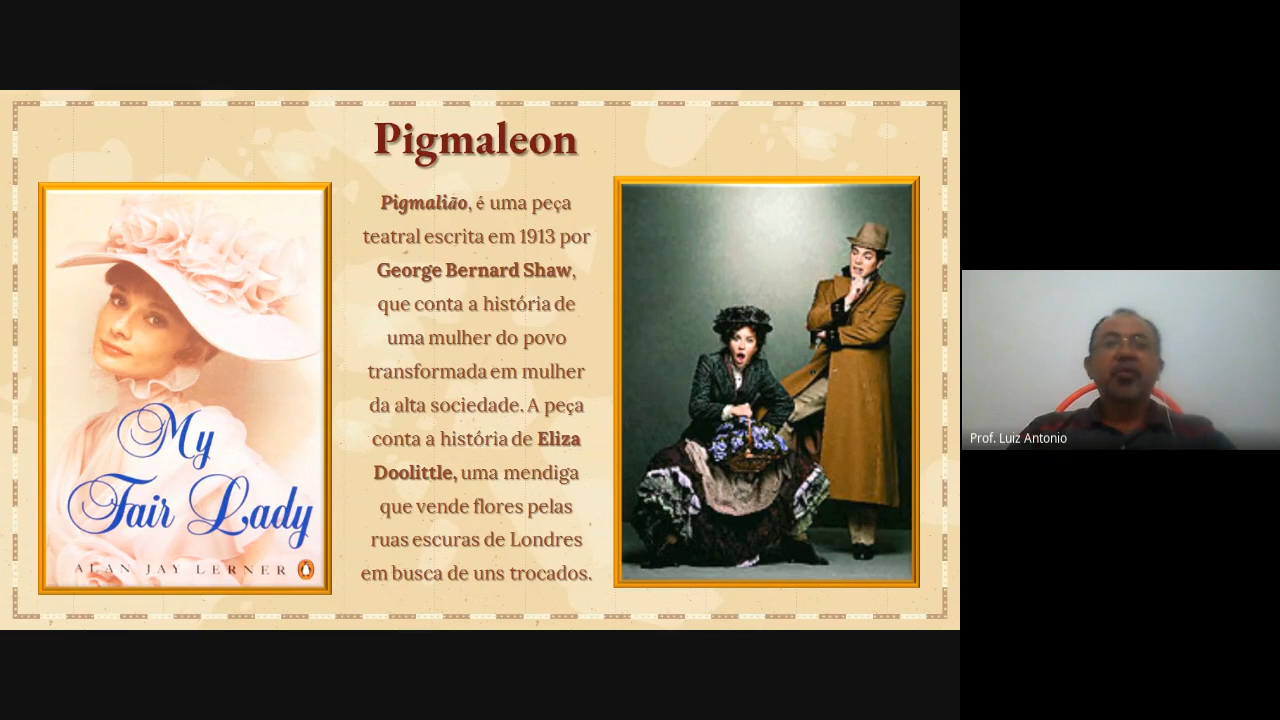 Pigmaleon
Pigmalião, é uma peça
teatral escrita em 1913 por
George Bernard Shaw,
que conta a história de
uma mulher do povo
transformada em mulher
da alta sociedade. A peça
conta a história de Eliza
Doolittle, uma mendiga
que vende flores pelas
ruas escuras de Londres
em busca de uns trocados.
My
Fair Lady
ALAN JAY LERNER
Prof. Luiz Antonio